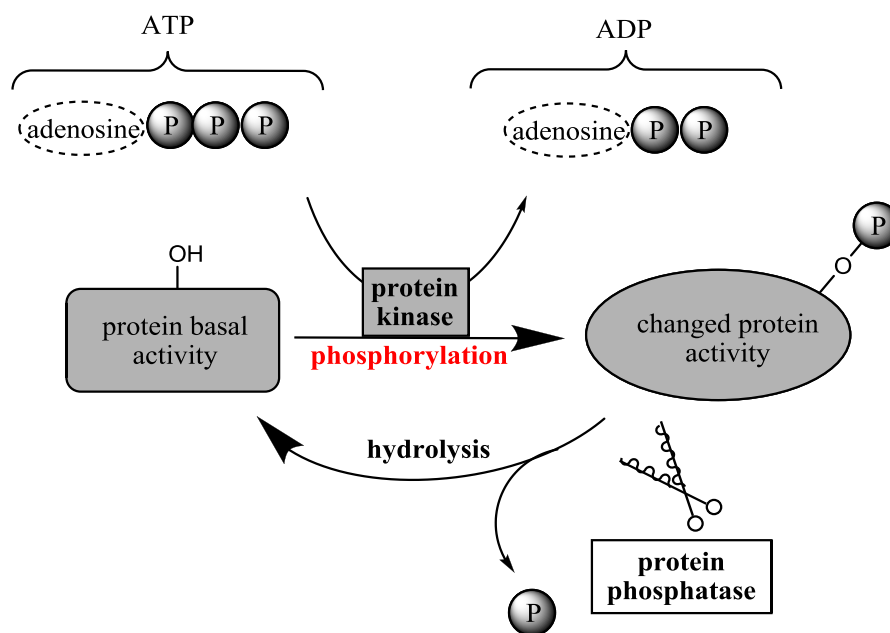 ATP
ADP
adenosine P P P
adenosine P P
P
O
OH
protein
kinase
protein basal
activity
changed protein
activity
phosphorylation
hydrolysis
protein
phosphatase
P